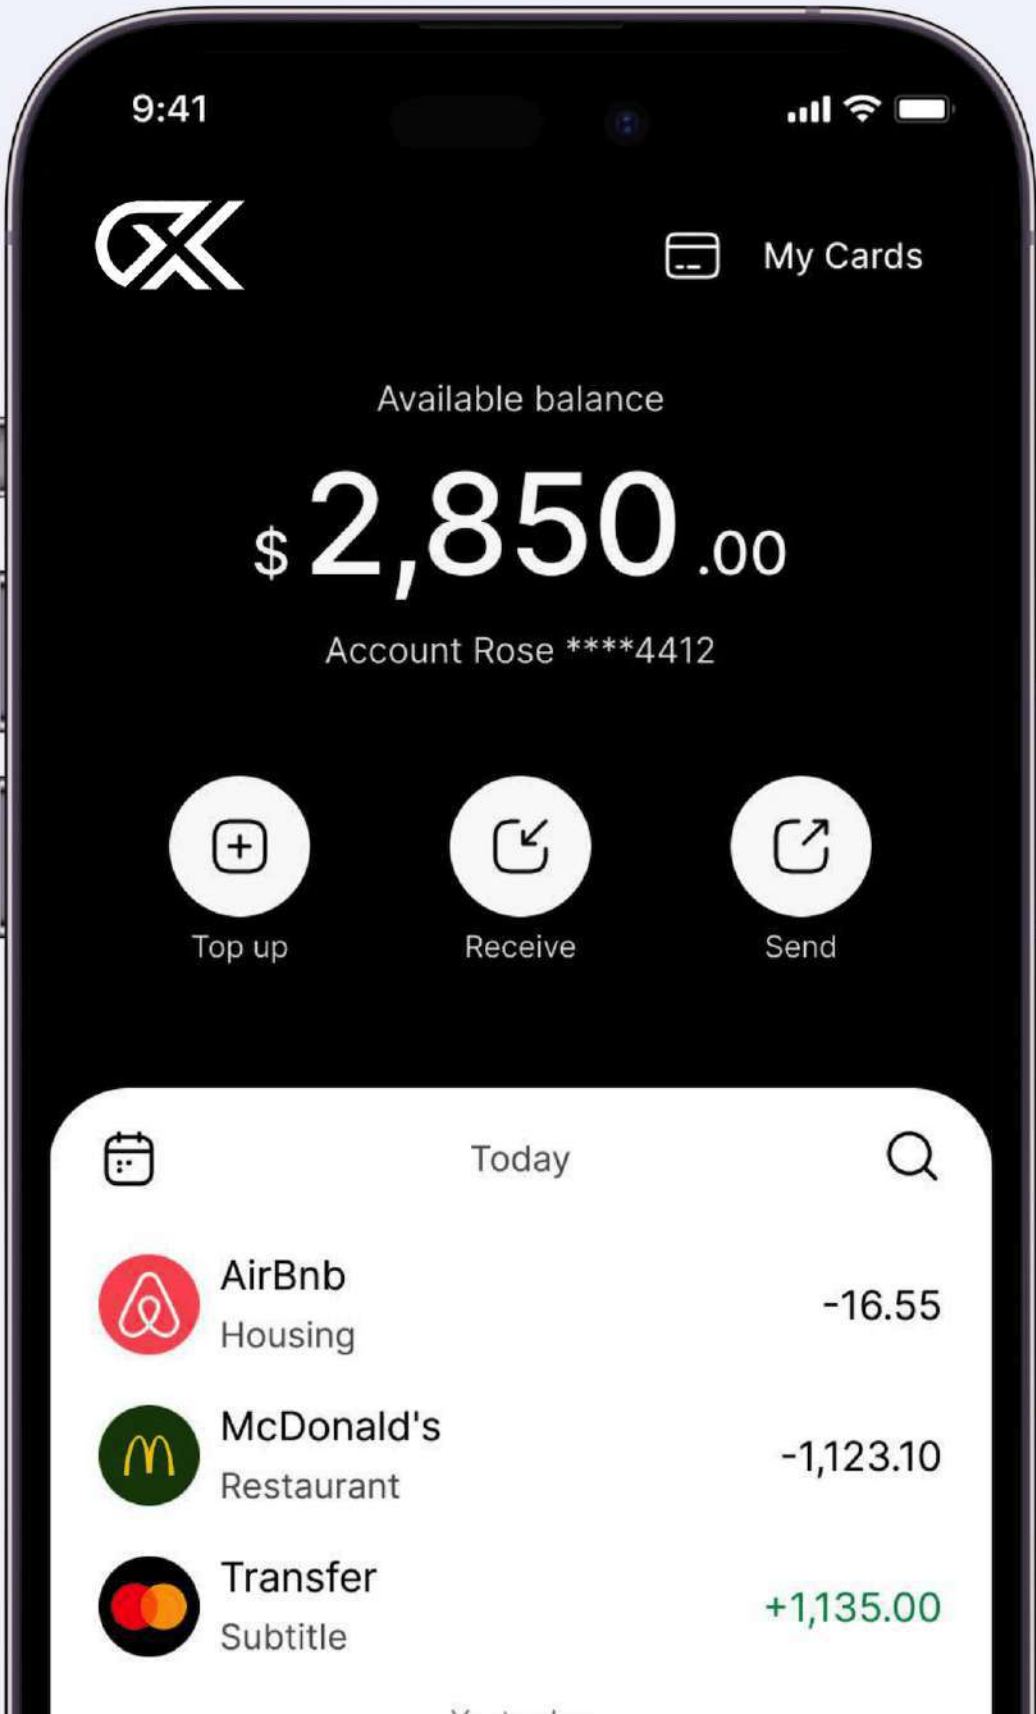 9:41
My Cards
Available balance
$2,850.00
Account Rose ****4412
Top up
Receive
Send
Today
AirBnb
Housing
-16.55
McDonald's
Restaurant
-1,123.10
Transfer
Subtitle
+1,135.00